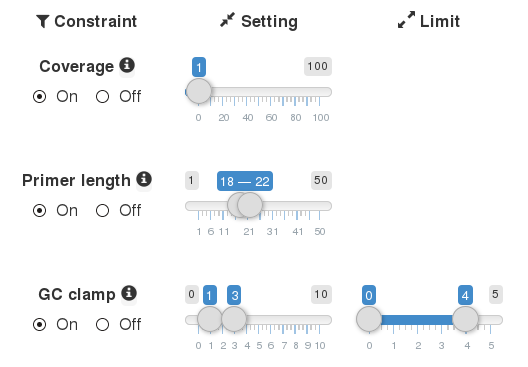 Constraint Setting Limit
Coverage 1 100
On Off
0 20 40 60 80 100
Primer length 1 18 — 22 50
On Off
1 6 11 21 31 41 50
GC clamp 0 1 3 10 0 4 5
On Off
0 1 2 3 4 5 6 7 8 9 10 0 1 2 3 4 5